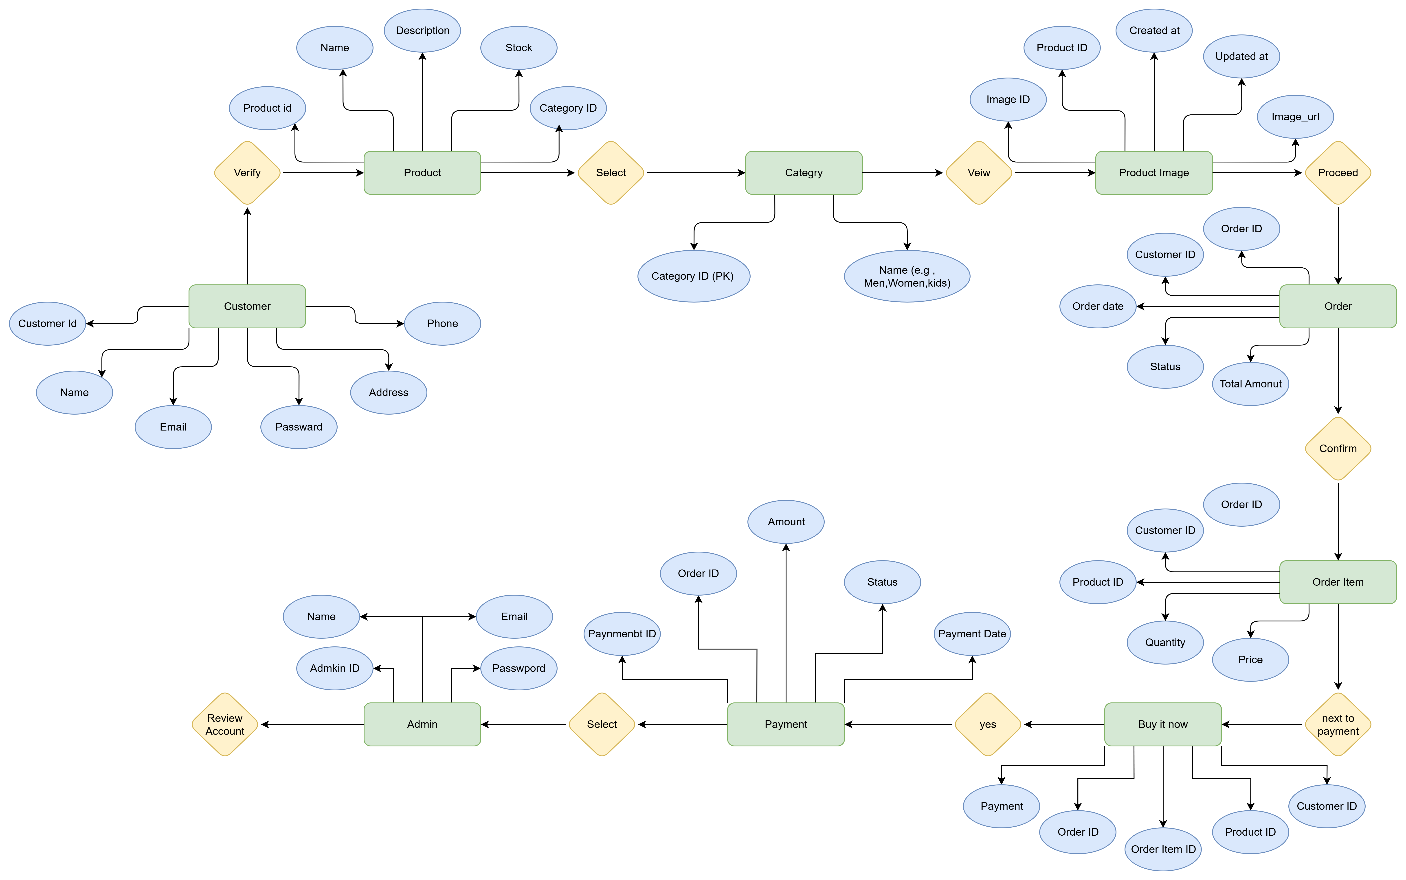 Description
Name
Stock
Product id
Category ID
Verify
Product
Select
Categry
Veiw
Product Image
Proceed
Created at
Product ID
Updated at
Image ID
Image_url
Category ID (PK)
Name (e.g .
Men,Women,kids)
Order ID
Customer ID
Order date
Order
Status
Total Amonut
Customer
Customer Id
Phone
Name
Address
Email
Passward
Confirm
Order ID
Customer ID
Product ID
Order Item
Quantity
Price
Amount
Order ID
Status
Paynmenbt ID
Payment Date
Name
Email
Admkin ID
Passwpord
Review
Account
Admin
Select
Payment
yes
Buy it now
next to
payment
Payment
Order ID
Order Item ID
Product ID
Customer ID